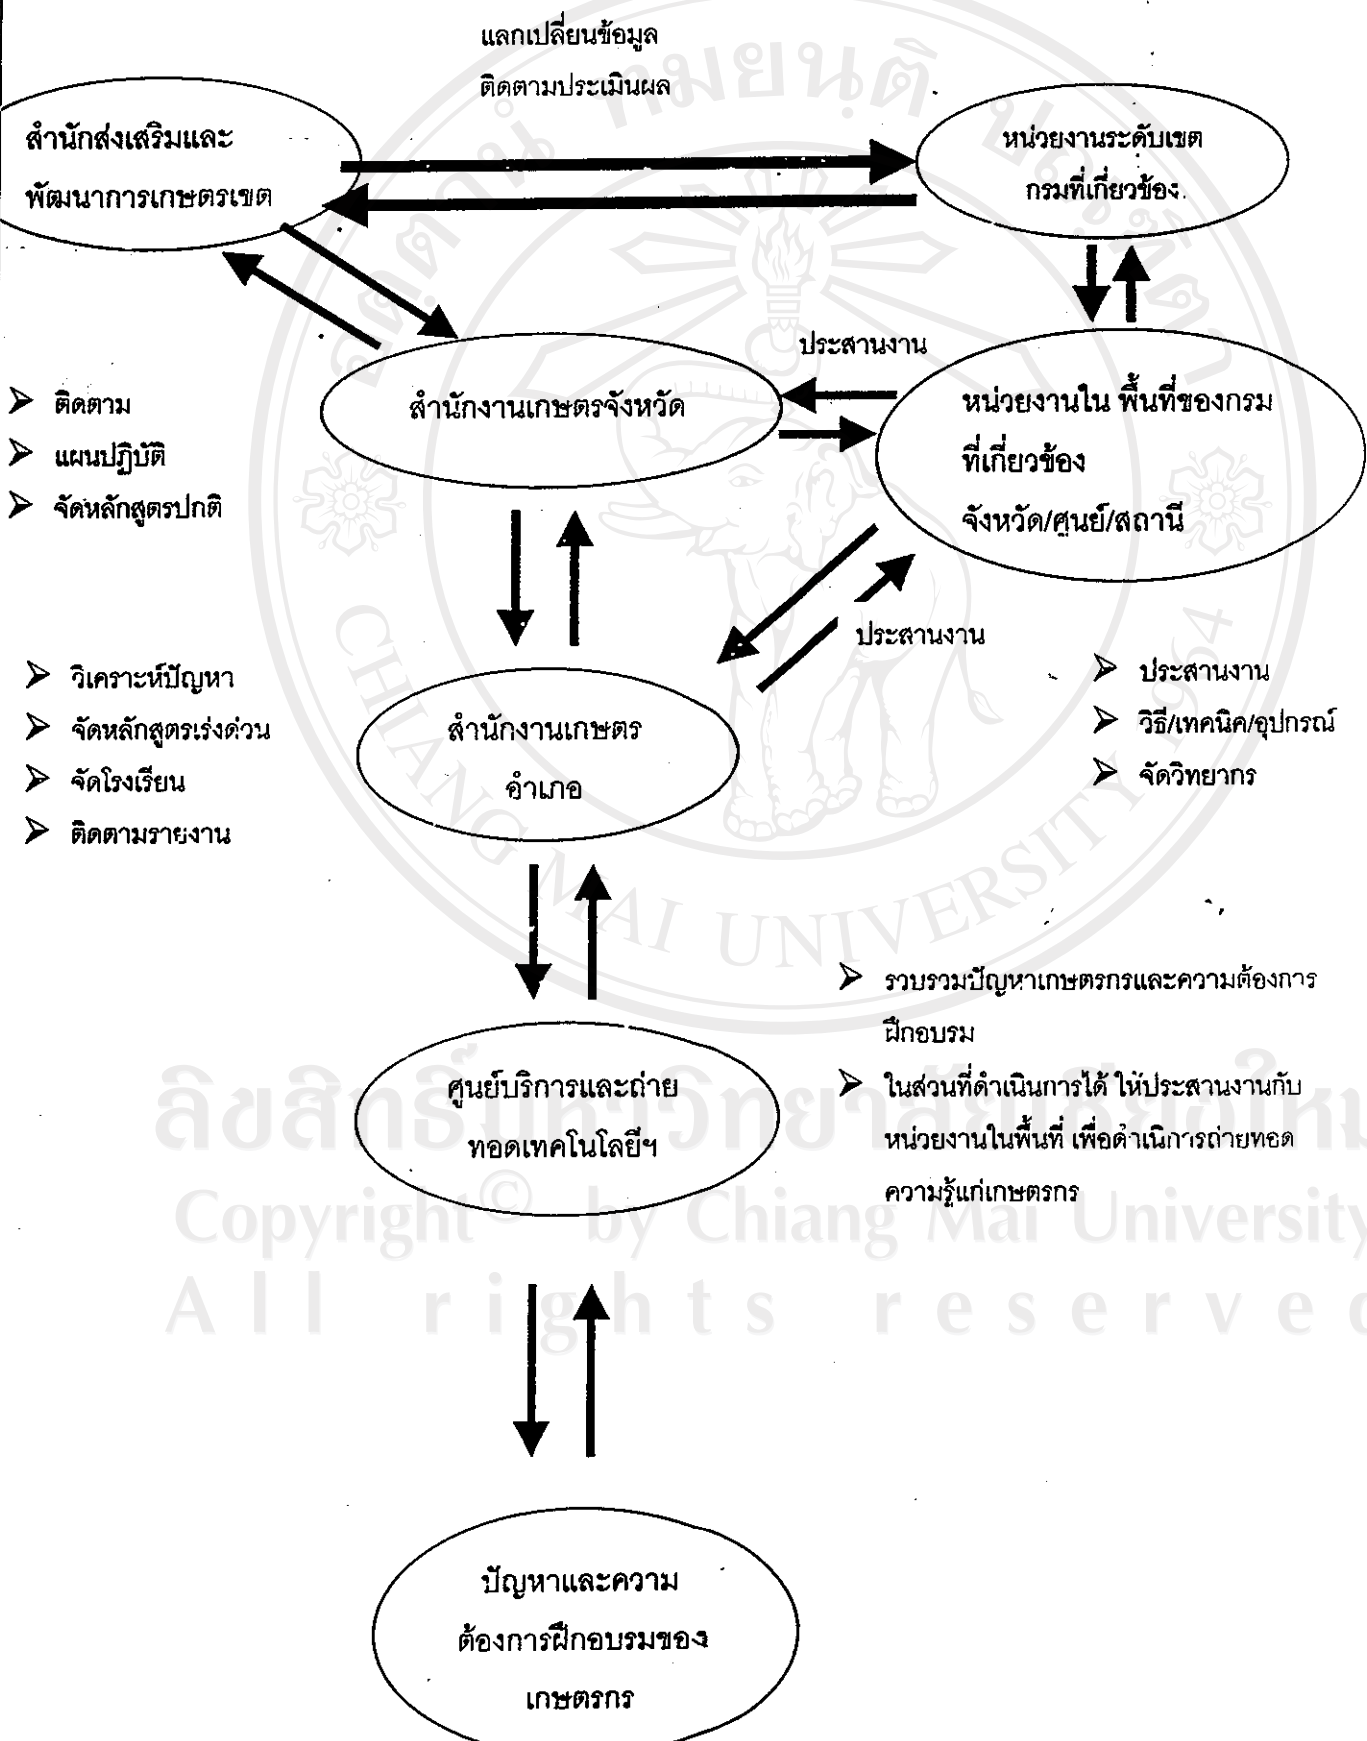 แลกเปลี่ยนข้อมูล
ติดตามประเมินผล
สำนักส่งเสริมและ
พัฒนาการเกษตรเขต
หน่วยงานระดับเขต
กรมที่เกี่ยวข้อง
ประสานงาน
สำนักงานเกษตรจังหวัด
หน่วยงานใน พื้นที่ของกรม
ที่เกี่ยวข้อง
จังหวัด/ศูนย์/สถานี
➢ ติดตาม
➢ แผนปฏิบัติ
➢ จัดหลักสูตรปกติ
ประสานงาน
➢ วิเคราะห์ปัญหา
➢ จัดหลักสูตรเร่งด่วน
➢ จัดโรงเรียน
➢ ติดตามรายงาน
สำนักงานเกษตร
อำเภอ
➢ ประสานงาน
➢ วิธี/เทคนิค/อุปกรณ์
➢ จัดวิทยากร
➢ รวบรวมปัญหาเกษตรกรและความต้องการ
ฝึกอบรม
➢ ในส่วนที่ดำเนินการได้ ให้ประสานงานกับ
หน่วยงานในพื้นที่ เพื่อดำเนิการถ่ายทอด
ความรู้แก่เกษตรกร
ศูนย์บริการและถ่าย
ทอดเทคโนโลยีฯ
ปัญหาและความ
ต้องการฝึกอบรมของ
เกษตรกร
CHIANG MAI UNIVERSITY 1964
Copyright© by Chiang Mai University
All rights reserved